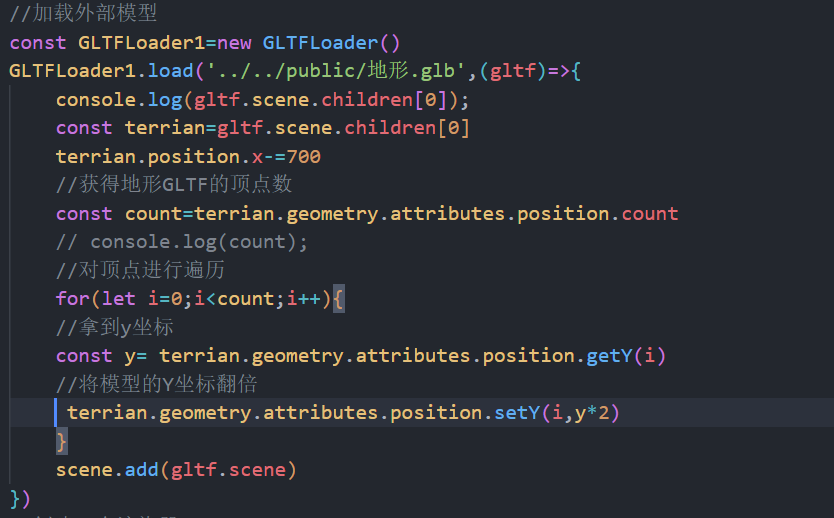 //加载外部模型
const GLTFLoader1=new GLTFLoader()
GLTFLoader1.load('../../public/地形.glb',(gltf)=>{
console.log(gltf.scene.children[0]);
const terrian=gltf.scene.children[0]
terrian.position.x-=700
//获得地形GLTF的顶点数
const count=terrian.geometry.attributes.position.count
// console.log(count);
//对顶点进行遍历
for(let i=0;i<count;i++){
//拿到y坐标
const y= terrian.geometry.attributes.position.getY(i)
//将模型的Y坐标翻倍
terrian.geometry.attributes.position.setY(i,y*2)
}
scene.add(gltf.scene)
})